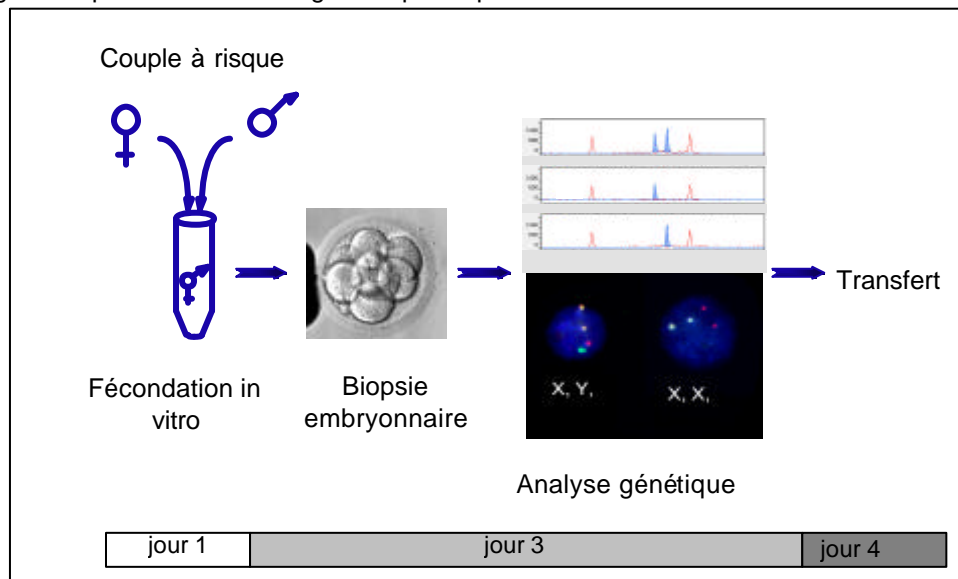 Couple à risque
Transfert
Fécondation in
vitro
Biopsie
embryonnaire
X, Y,
X, X,
Analyse génétique
jour 1
jour 3
jour 4